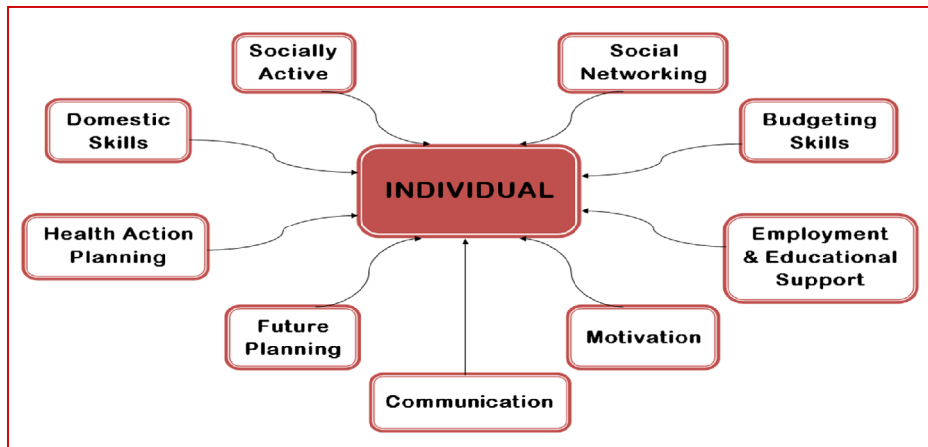 Socially
Active
Social
Networking
Domestic
Skills
Budgeting
Skills
INDIVIDUAL
Health Action
Planning
Employment
& Educational
Support
Future
Planning
Motivation
Communication